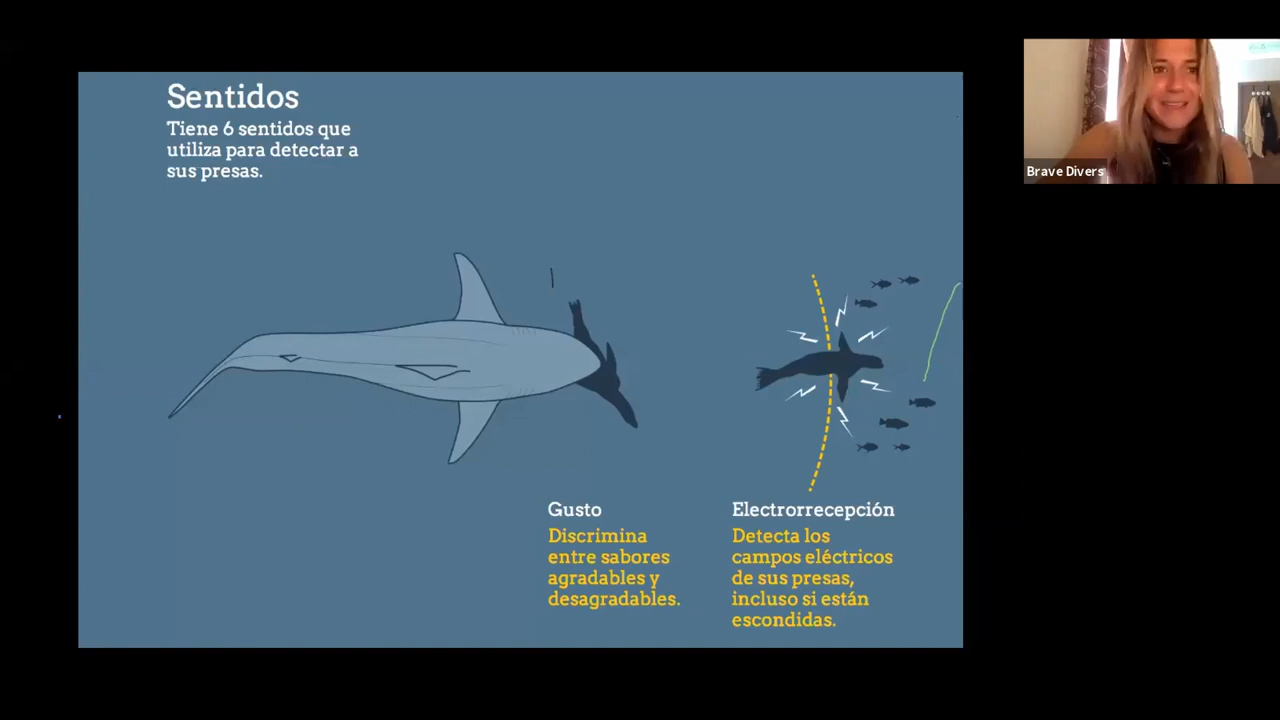 Sentidos
Tiene 6 sentidos que
utiliza para detectar a
sus presas.
Brave Divers
Gusto
Discrimina
entre sabores
agradables y
desagradables.
Electrorrecepción
Detecta los
campos eléctricos
de sus presas,
incluso si están
escondidas.